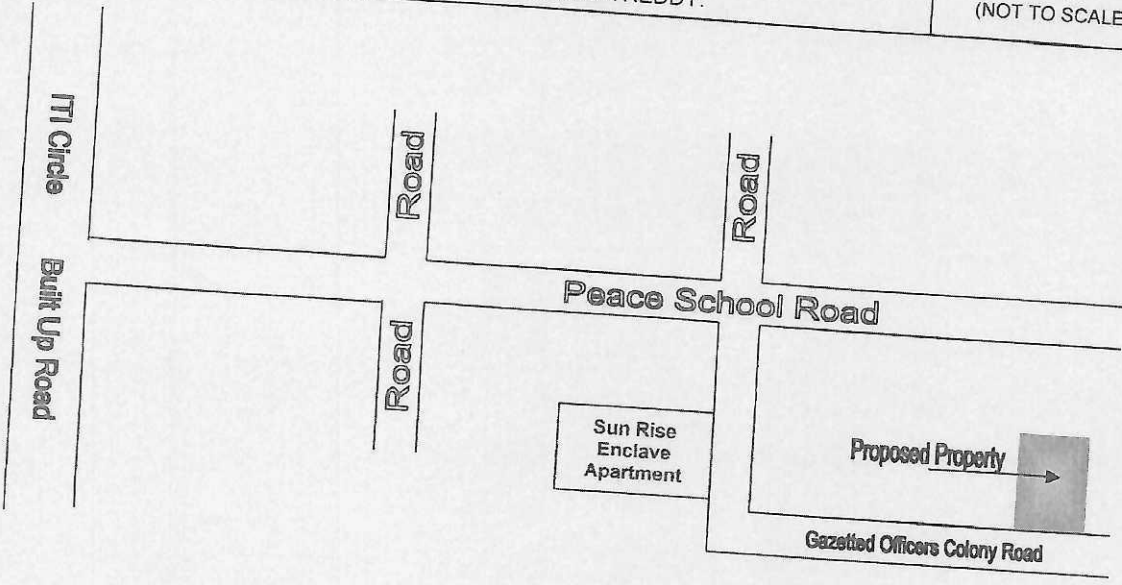 (NOT TO SCALE
ITI Circle
Built Up Road
Road
Road
Road
Peace School Road
Sun Rise
Enclave
Apartment
Proposed Property
Gazetted Officers Colony Road